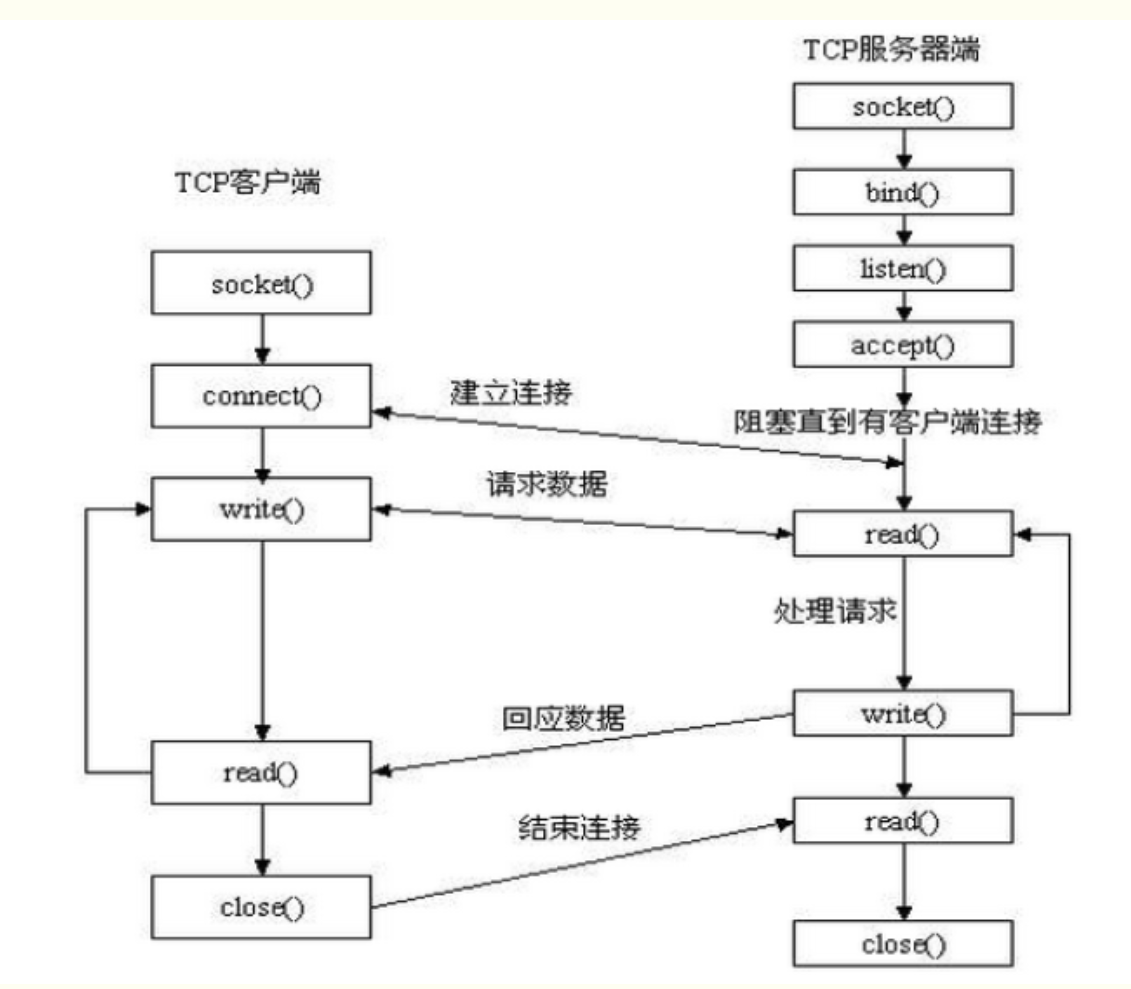 TCP服务器端
socket()
bind()
TCP客户端
listen()
socket()
accept()
connect()
建立连接
阻塞直到有客户端连接
请求数据
write()
read()
处理请求
回应数据
write()
read()
结束连接
read()
close()
close()